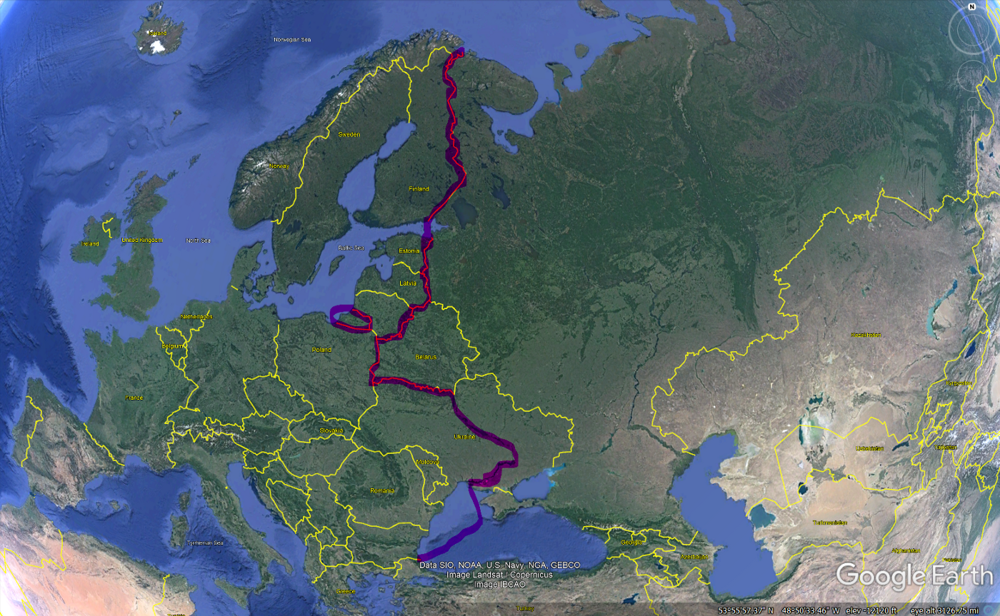 N
Iceland
Norwegian Sea
Sweden
Norway
Finland
Ireland
United Kingdom
North Sea
Baltic Sea
Estonia
Latvia
Netherlands
Belgium
Poland
Belarus
Kazakhstan
France
Kyrgyzstan
Slovakia
Ukraine
Uzbekistan
Tajikistan
Moldova
Romania
Turkmenistan
Tyrrhenian Sea
Georgia
Azerbaijan
Afghanistan
Pakistan
Greece
Turkey
Tunisia
Data SIO, NOAA, U.S. Navy, NGA, GEBCO
Image Landsat / Copernicus
Image IBCAO
Google Earth
53°55'57.37" N 48°50'33.46" W elev -12120 ft eye alt 3126.75 mi